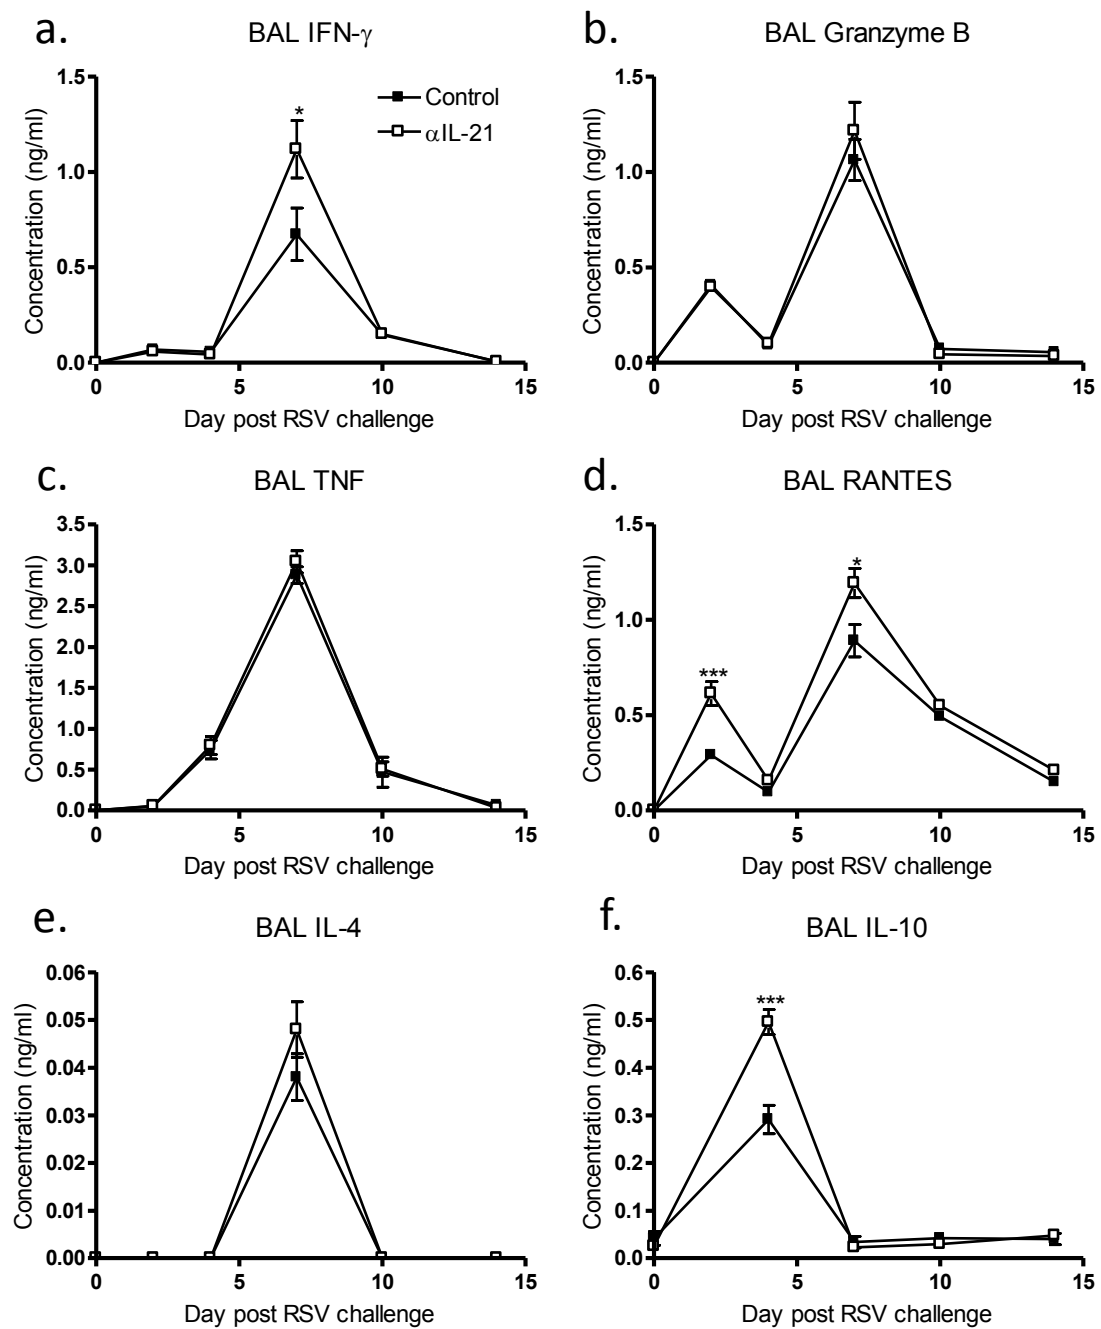 a.
BAL IFN-γ
Concentration (ng/ml)
1.5
1.0
0.5
0.0
*
Control
αIL-21
0 5 10 15
Day post RSV challenge
b.
BAL Granzyme B
Concentration (ng/ml)
1.5
1.0
0.5
0.0
0 5 10 15
Day post RSV challenge
c.
BAL TNF
Concentration (ng/ml)
3.5
3.0
2.5
2.0
1.5
1.0
0.5
0.0
0 5 10 15
Day post RSV challenge
d.
BAL RANTES
Concentration (ng/ml)
1.5
1.0
0.5
0.0
***
*
0 5 10 15
Day post RSV challenge
e.
BAL IL-4
Concentration (ng/ml)
0.06
0.05
0.04
0.03
0.02
0.01
0.00
0 5 10 15
Day post RSV challenge
f.
BAL IL-10
Concentration (ng/ml)
0.6
0.5
0.4
0.3
0.2
0.1
0.0
***
0 5 10 15
Day post RSV challenge